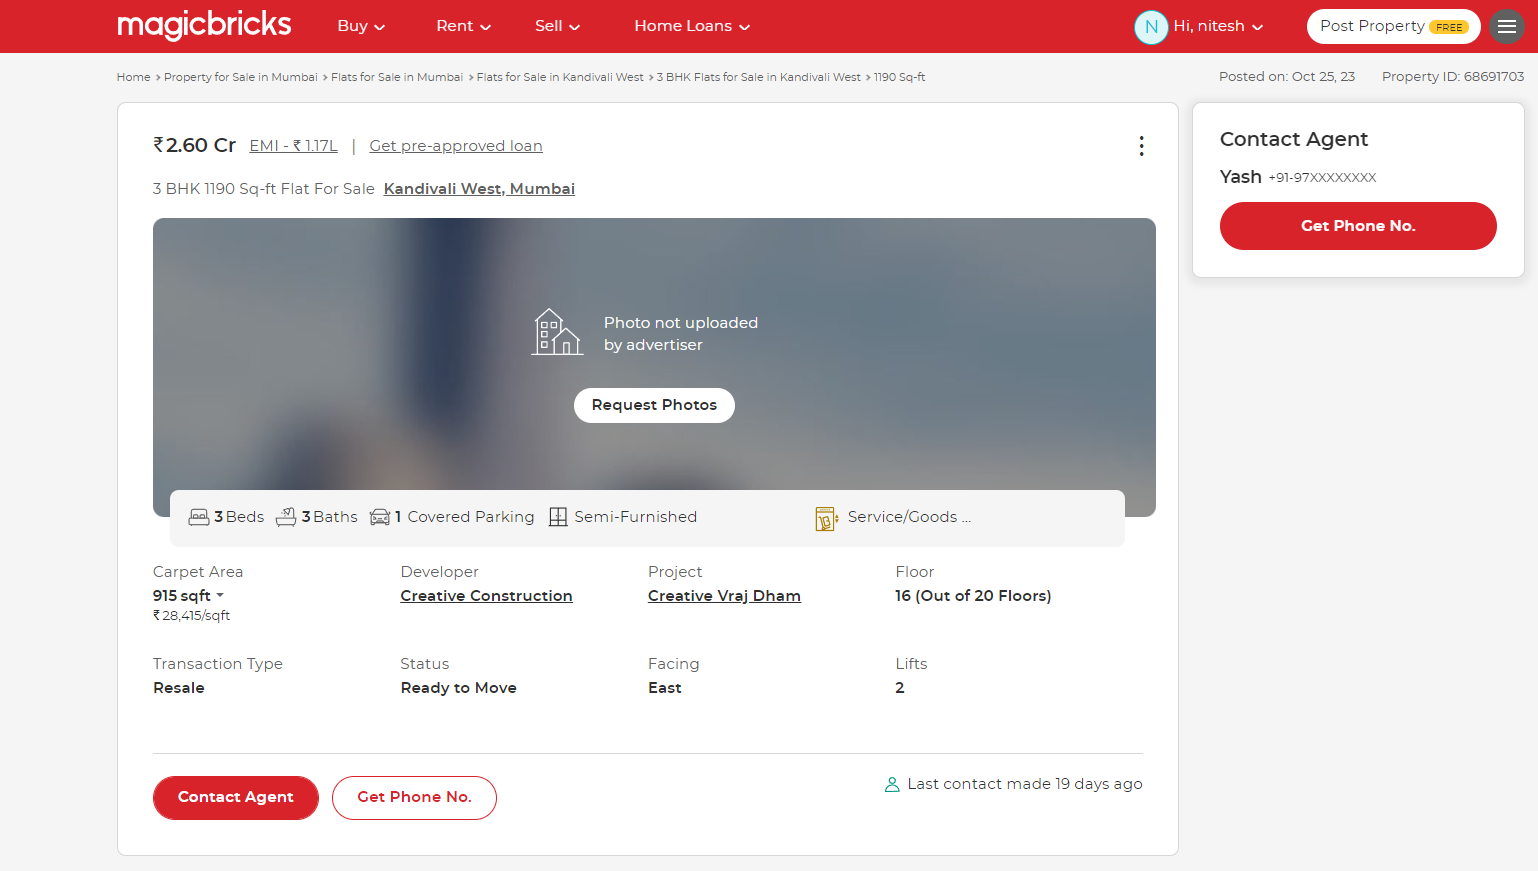 magicbricks Buy Rent Sell Home Loans N Hi, nitesh Post Property FREE
Home > Property for Sale in Mumbai > Flats for Sale in Mumbai > Flats for Sale in Kandivali West > 3 BHK Flats for Sale in Kandivali West > 1190 Sq-ft
Posted on: Oct 25, 23 Property ID: 68691703
₹2.60 Cr EMI - ₹ 1.17L | Get pre-approved loan
3 BHK 1190 Sq-ft Flat For Sale Kandivali West, Mumbai
Photo not uploaded
by advertiser
Request Photos
3 Beds 3 Baths 1 Covered Parking Semi-Furnished Service/Goods ...
Carpet Area
915 sqft
₹28,415/sqft
Developer
Creative Construction
Project
Creative Vraj Dham
Floor
16 (Out of 20 Floors)
Transaction Type
Resale
Status
Ready to Move
Facing
East
Lifts
2
Contact Agent Get Phone No. Last contact made 19 days ago
Contact Agent
Yash +91-97XXXXXXXX
Get Phone No.